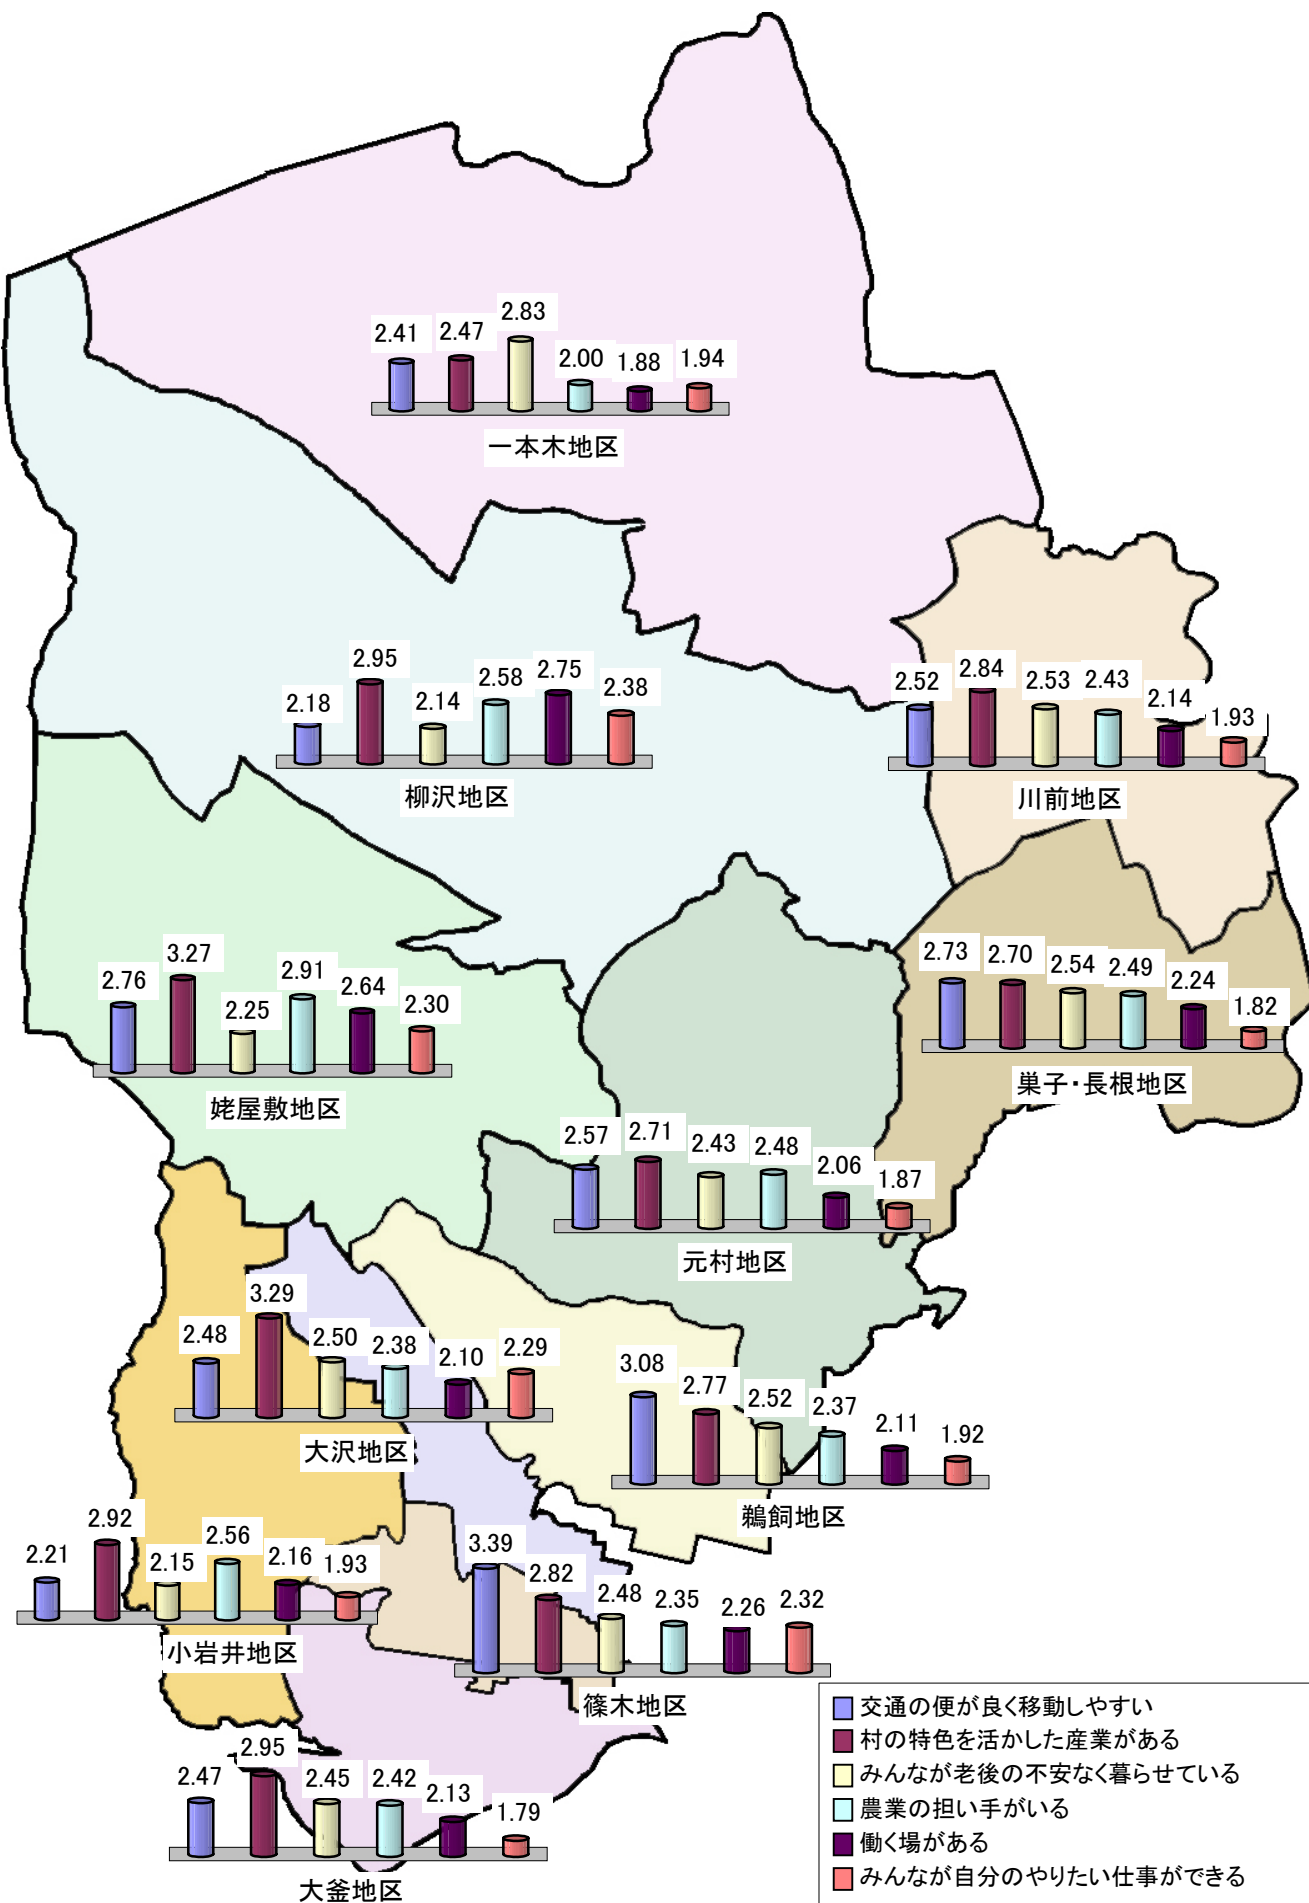 2.41 2.47 2.83 2.00 1.88 1.94
一本木地区
2.18 2.95 2.14 2.58 2.75 2.38
柳沢地区
2.52 2.84 2.53 2.43 2.14 1.93
川前地区
2.76 3.27 2.25 2.91 2.64 2.30
姥屋敷地区
2.73 2.70 2.54 2.49 2.24 1.82
巣子・長根地区
2.57 2.71 2.43 2.48 2.06 1.87
元村地区
2.48 3.29 2.50 2.38 2.10 2.29
大沢地区
3.08 2.77 2.52 2.37 2.11 1.92
鵜飼地区
2.21 2.92 2.15 2.56 2.16 1.93
小岩井地区
3.39 2.82 2.48 2.35 2.26 2.32
篠木地区
2.47 2.95 2.45 2.42 2.13 1.79
大釜地区
交通の便が良く移動しやすい
村の特色を活かした産業がある
みんなが老後の不安なく暮らせている
農業の担い手がいる
働く場がある
みんなが自分のやりたい仕事ができる